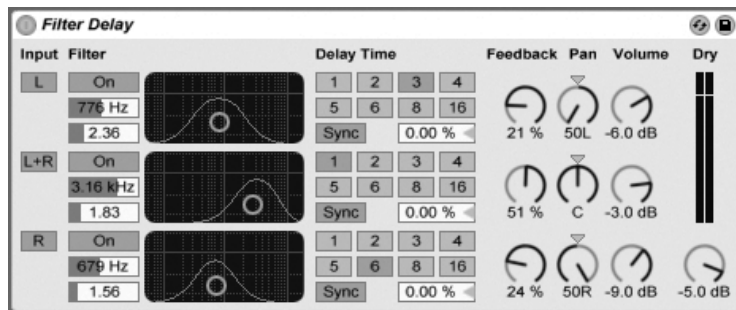 Filter Delay
Input Filter Delay Time Feedback Pan Volume Dry
L On 1 2 3 4
776 Hz 5 6 8 16
2.36 Sync 0.00 % 21 % 50L -6.0 dB
L+R On 1 2 3 4
3.16 kHz 5 6 8 16
1.83 Sync 0.00 % 51 % C -3.0 dB
R On 1 2 3 4
679 Hz 5 6 8 16
1.56 Sync 0.00 % 24 % 50R -9.0 dB -5.0 dB